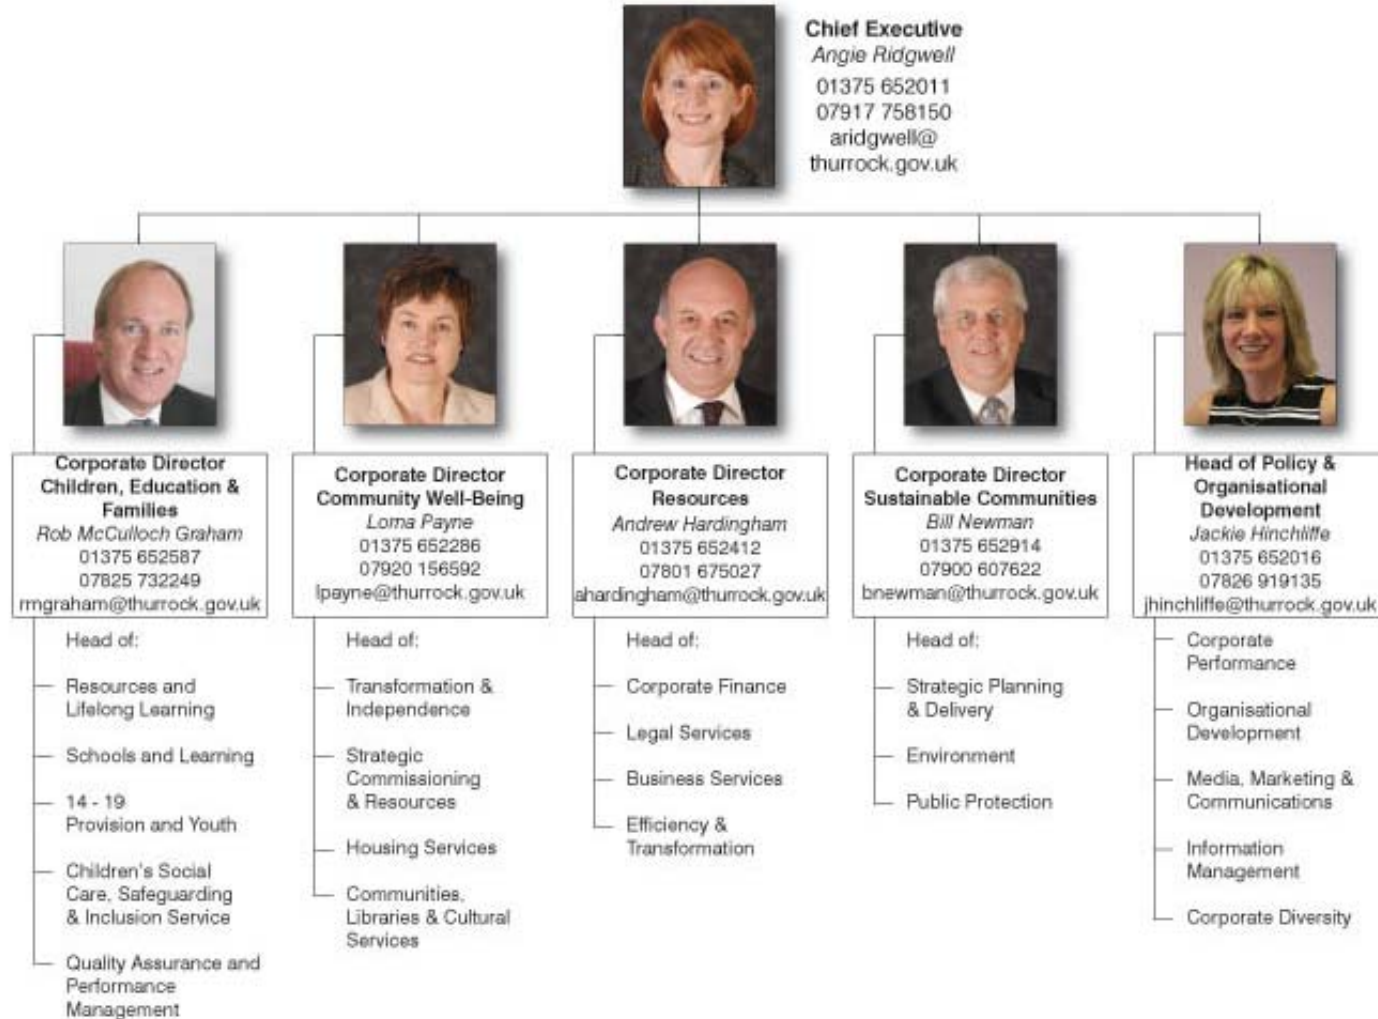 Chief Executive
Angie Ridgwell
01375 652011
07917 758150
aridgwell@
thurrock.gov.uk
Corporate Director
Children, Education &
Families
Rob McCulloch Graham
01375 652587
07825 732249
rmgraham@thurrock.gov.uk
Head of:
Resources and
Lifelong Learning
Schools and Learning
14 - 19
Provision and Youth
Children's Social
Care, Safeguarding
& Inclusion Service
Quality Assurance and
Performance
Management
Corporate Director
Community Well-Being
Lorna Payne
01375 652286
07920 156592
lpayne@thurrock.gov.uk
Head of:
Transformation &
Independence
Strategic
Commissioning
& Resources
Housing Services
Communities,
Libraries & Cultural
Services
Corporate Director
Resources
Andrew Hardingham
01375 652412
07801 675027
ahardingham@thurrock.gov.uk
Head of:
Corporate Finance
Legal Services
Business Services
Efficiency &
Transformation
Corporate Director
Sustainable Communities
Bill Newman
01375 652914
07900 607622
bnewman@thurrock.gov.uk
Head of:
Strategic Planning
& Delivery
Environment
Public Protection
Head of Policy &
Organisational
Development
Jackie Hinchliffe
01375 652016
07826 919135
jhinchliffe@thurrock.gov.uk
Corporate
Performance
Organisational
Development
Media, Marketing &
Communications
Information
Management
Corporate Diversity